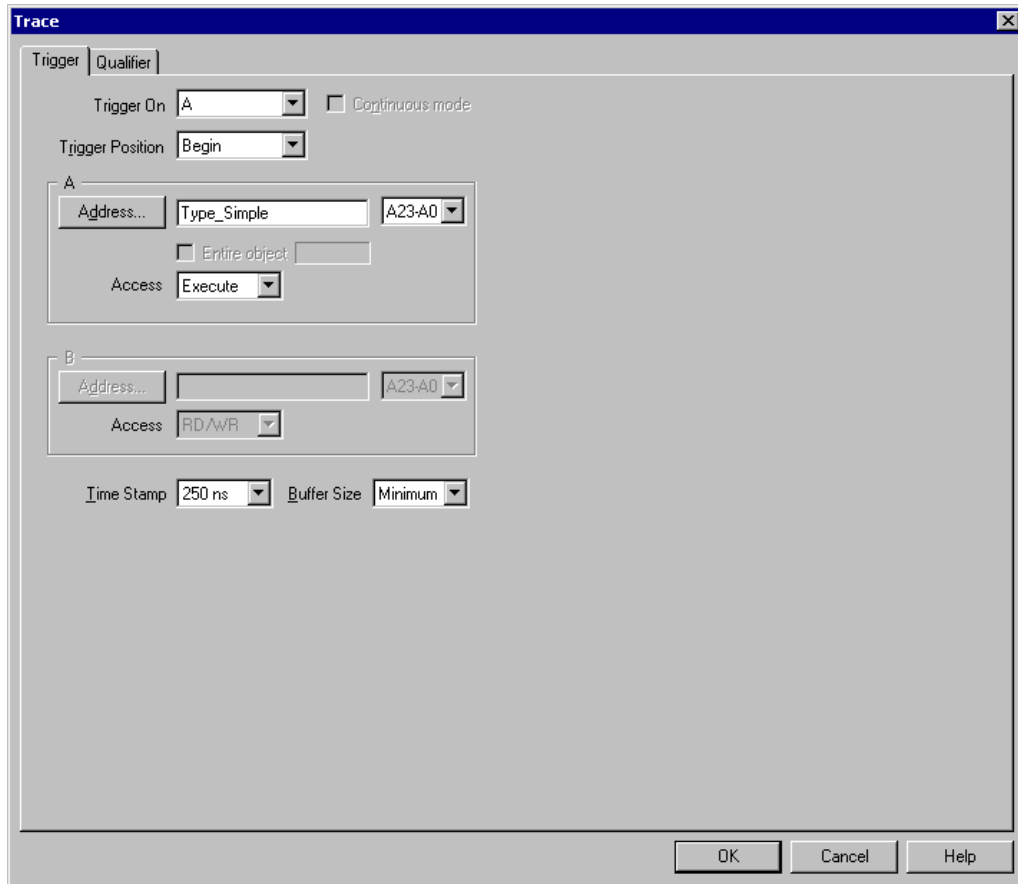 Trace
Trigger Qualifier
Trigger On A Continuous mode
Trigger Position Begin
A
Address... Type_Simple A23-A0
Entire object
Access Execute
B
Address... A23-A0
Access RD/WR
Time Stamp 250 ns Buffer Size Minimum
OK Cancel Help